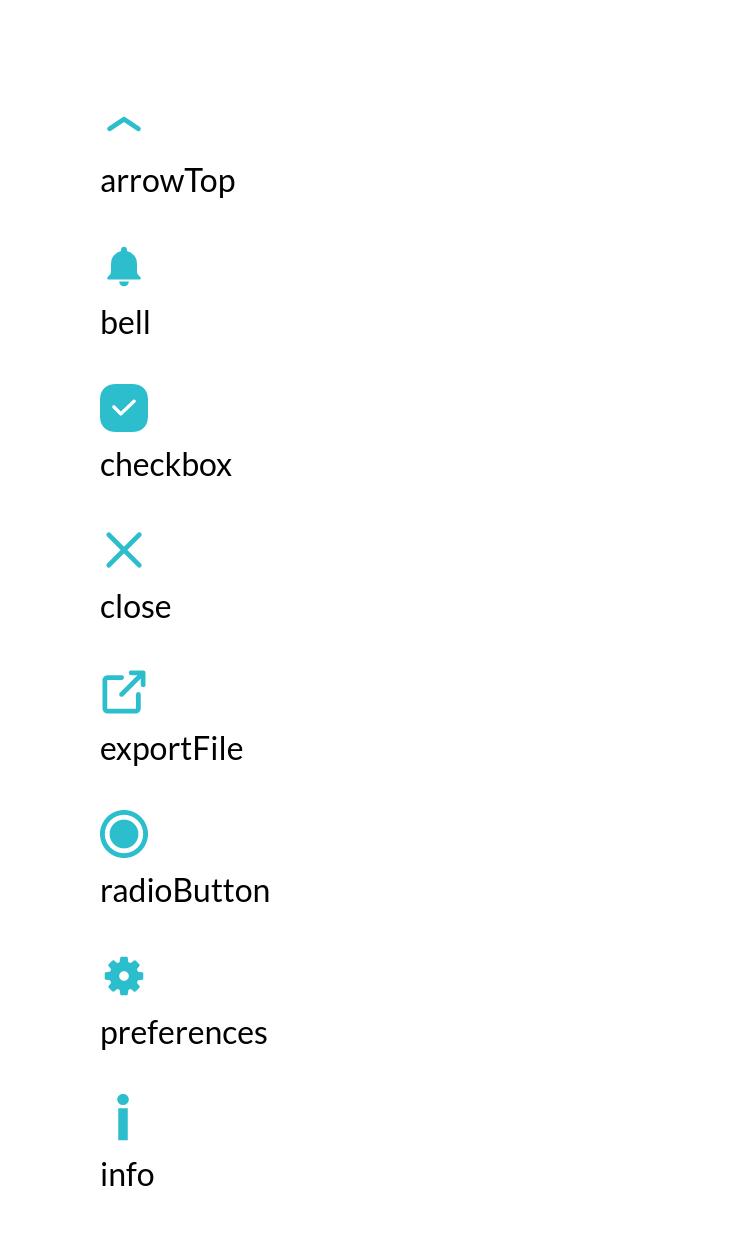 arrowTop
bell
checkbox
close
exportFile
radioButton
preferences
info